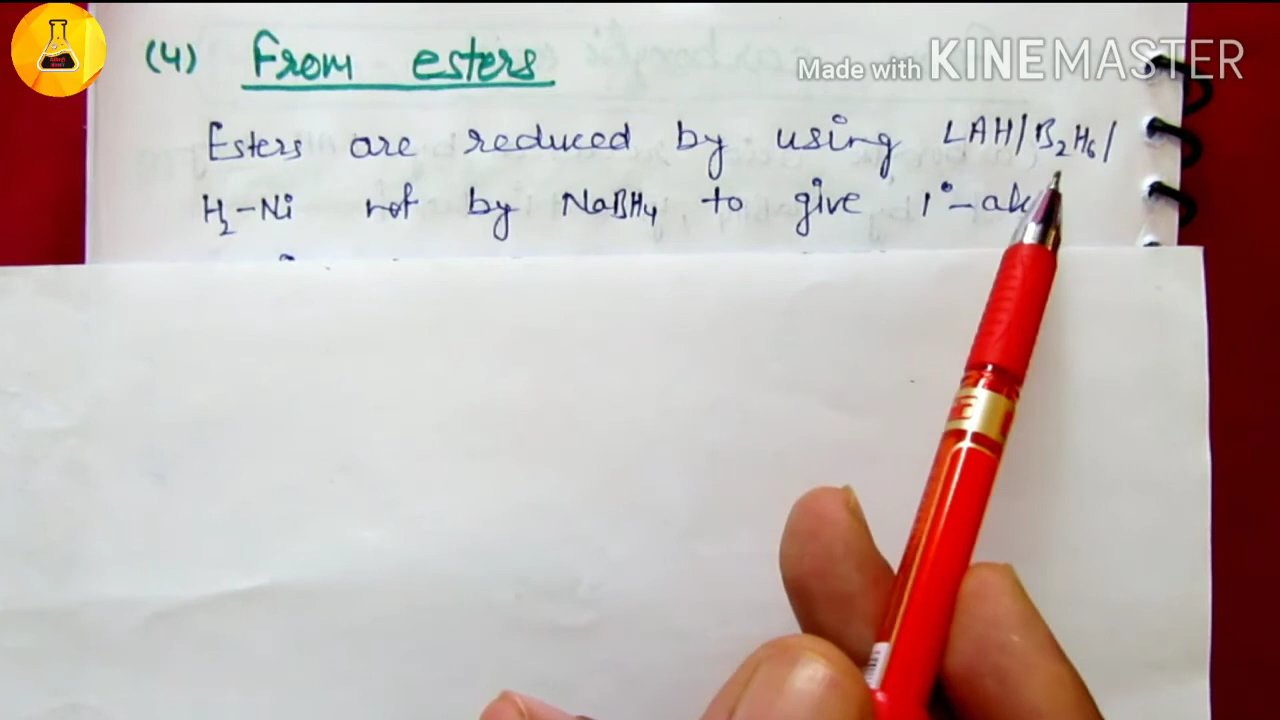 Made with KINEMASTER
(4) From esters
Esters are reduced by using LAH/B₂H₆/
H₂-Ni not by NaBH₄ to give 1°-